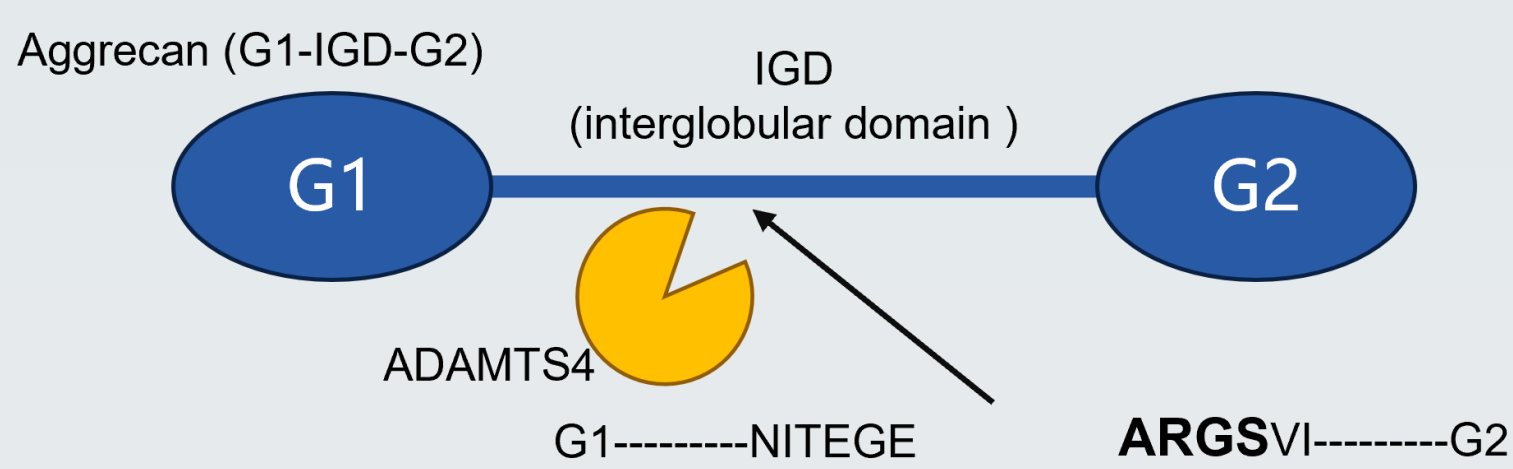 Aggrecan (G1-IGD-G2)
IGD
(interglobular domain )
G1
G2
ADAMTS4
G1---------NITEGE
ARGSVI---------G2